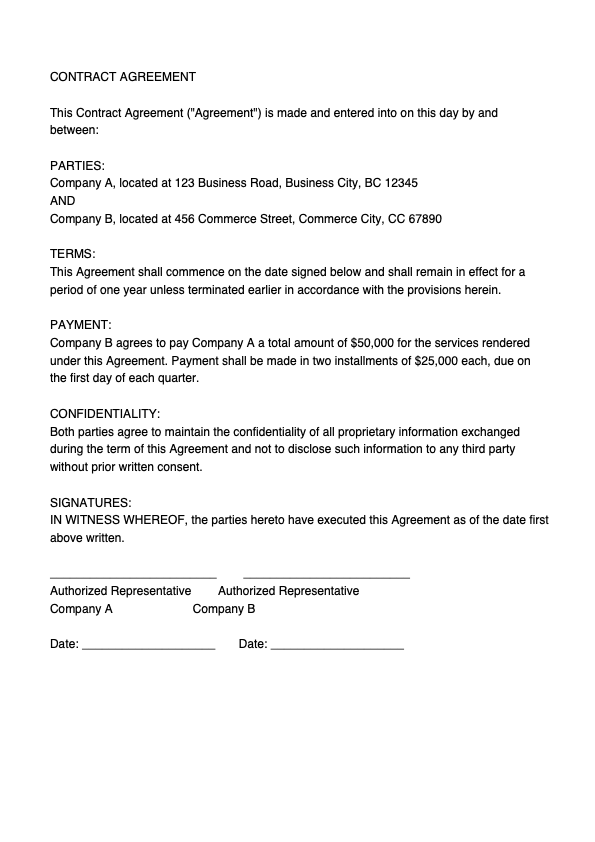 CONTRACT AGREEMENT
This Contract Agreement ("Agreement") is made and entered into on this day by and
between:
PARTIES:
Company A, located at 123 Business Road, Business City, BC 12345
AND
Company B, located at 456 Commerce Street, Commerce City, CC 67890
TERMS:
This Agreement shall commence on the date signed below and shall remain in effect for a
period of one year unless terminated earlier in accordance with the provisions herein.
PAYMENT:
Company B agrees to pay Company A a total amount of $50,000 for the services rendered
under this Agreement. Payment shall be made in two installments of $25,000 each, due on
the first day of each quarter.
CONFIDENTIALITY:
Both parties agree to maintain the confidentiality of all proprietary information exchanged
during the term of this Agreement and not to disclose such information to any third party
without prior written consent.
SIGNATURES:
IN WITNESS WHEREOF, the parties hereto have executed this Agreement as of the date first
above written.
_________________________    _________________________
Authorized Representative    Authorized Representative
Company A    Company B
Date: ____________________    Date: ____________________